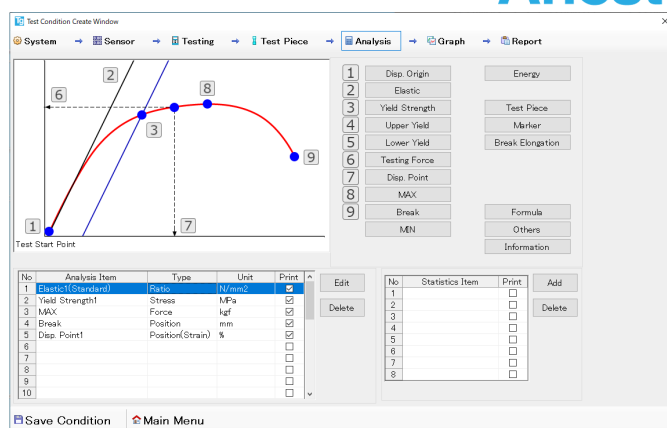 Test Condition Create Window
System → Sensor → Testing → Test Piece → Analysis → Graph → Report
1 Disp. Origin Energy
2 Elastic
3 Yield Strength Test Piece
4 Upper Yield Marker
5 Lower Yield Break Elongation
6 Testing Force
7 Disp. Point
8 MAX
9 Break Formula
MIN Others
Information
2
8
6
3
9
1
7
Test Start Point
No Analysis Item Type Unit Print
1 Elastic1(Standard) Ratio N/mm2
2 Yield Strength1 Stress MPa
3 MAX Force kgf
4 Break Position mm
5 Disp. Point1 Position(Strain) %
6
7
8
9
10
Edit
Delete
No Statistics Item Print
1
2
3
4
5
6
7
8
Add
Delete
Save Condition Main Menu